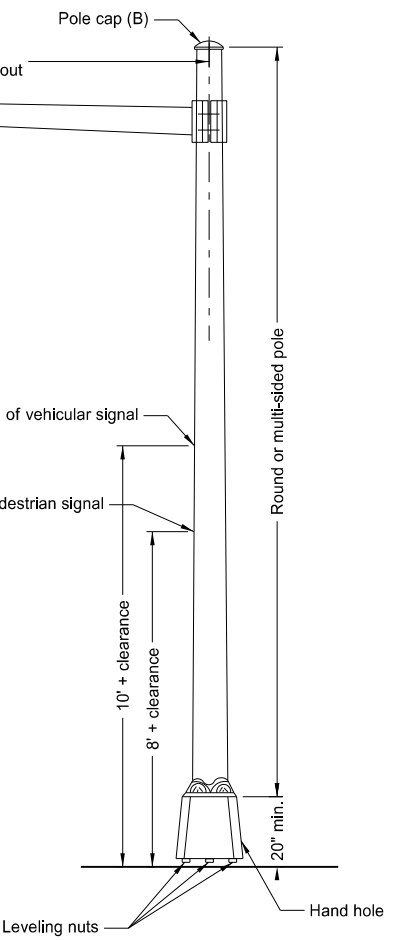 Pole cap (B)
out
Round or multi-sided pole
of vehicular signal
destrian signal
10' + clearance
8' + clearance
20" min.
Hand hole
Leveling nuts